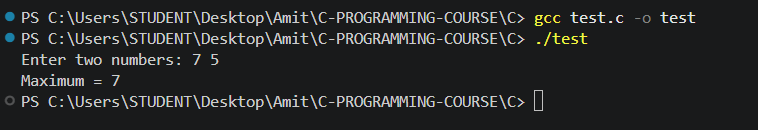 PS C:\Users\STUDENT\Desktop\Amit\C-PROGRAMMING-COURSE\C> gcc test.c -o test
PS C:\Users\STUDENT\Desktop\Amit\C-PROGRAMMING-COURSE\C> ./test
Enter two numbers: 7 5
Maximum = 7
PS C:\Users\STUDENT\Desktop\Amit\C-PROGRAMMING-COURSE\C>